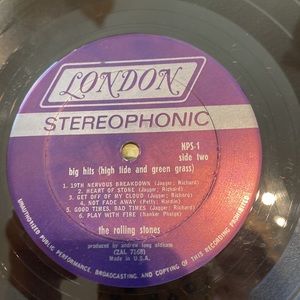 LONDON
STEREOPHONIC
NPS-1
side two
big hits (high tide and green grass)
1. 19TH NERVOUS BREAKDOWN (Jagger; Richard)
2. HEART OF STONE (Jagger; Richard)
3. GET OFF OF MY CLOUD (Jagger; Richard)
4. NOT FADE AWAY (Petty; Hardin)
5. GOOD TIMES, BAD TIMES (Jagger; Richard)
6. PLAY WITH FIRE (Nanker Phelge)
the rolling stones
produced by andrew loog oldham
(ZAL 7168)
Made in U.S.A.
UNAUTHORISED PUBLIC PERFORMANCE, BROADCASTING AND COPYING OF THIS RECORD PROHIBITED